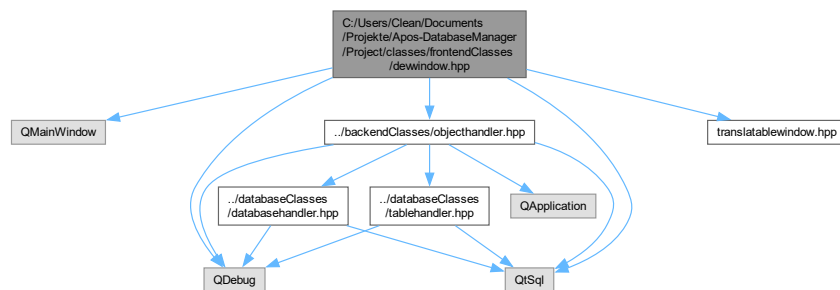 C:/Users/Clean/Documents
/Projekte/Apos-DatabaseManager
/Project/classes/frontendClasses
/dewindow.hpp
QMainWindow
../backendClasses/objecthandler.hpp
translatablewindow.hpp
../databaseClasses
/databasehandler.hpp
../databaseClasses
/tablehandler.hpp
QApplication
QDebug
QtSql